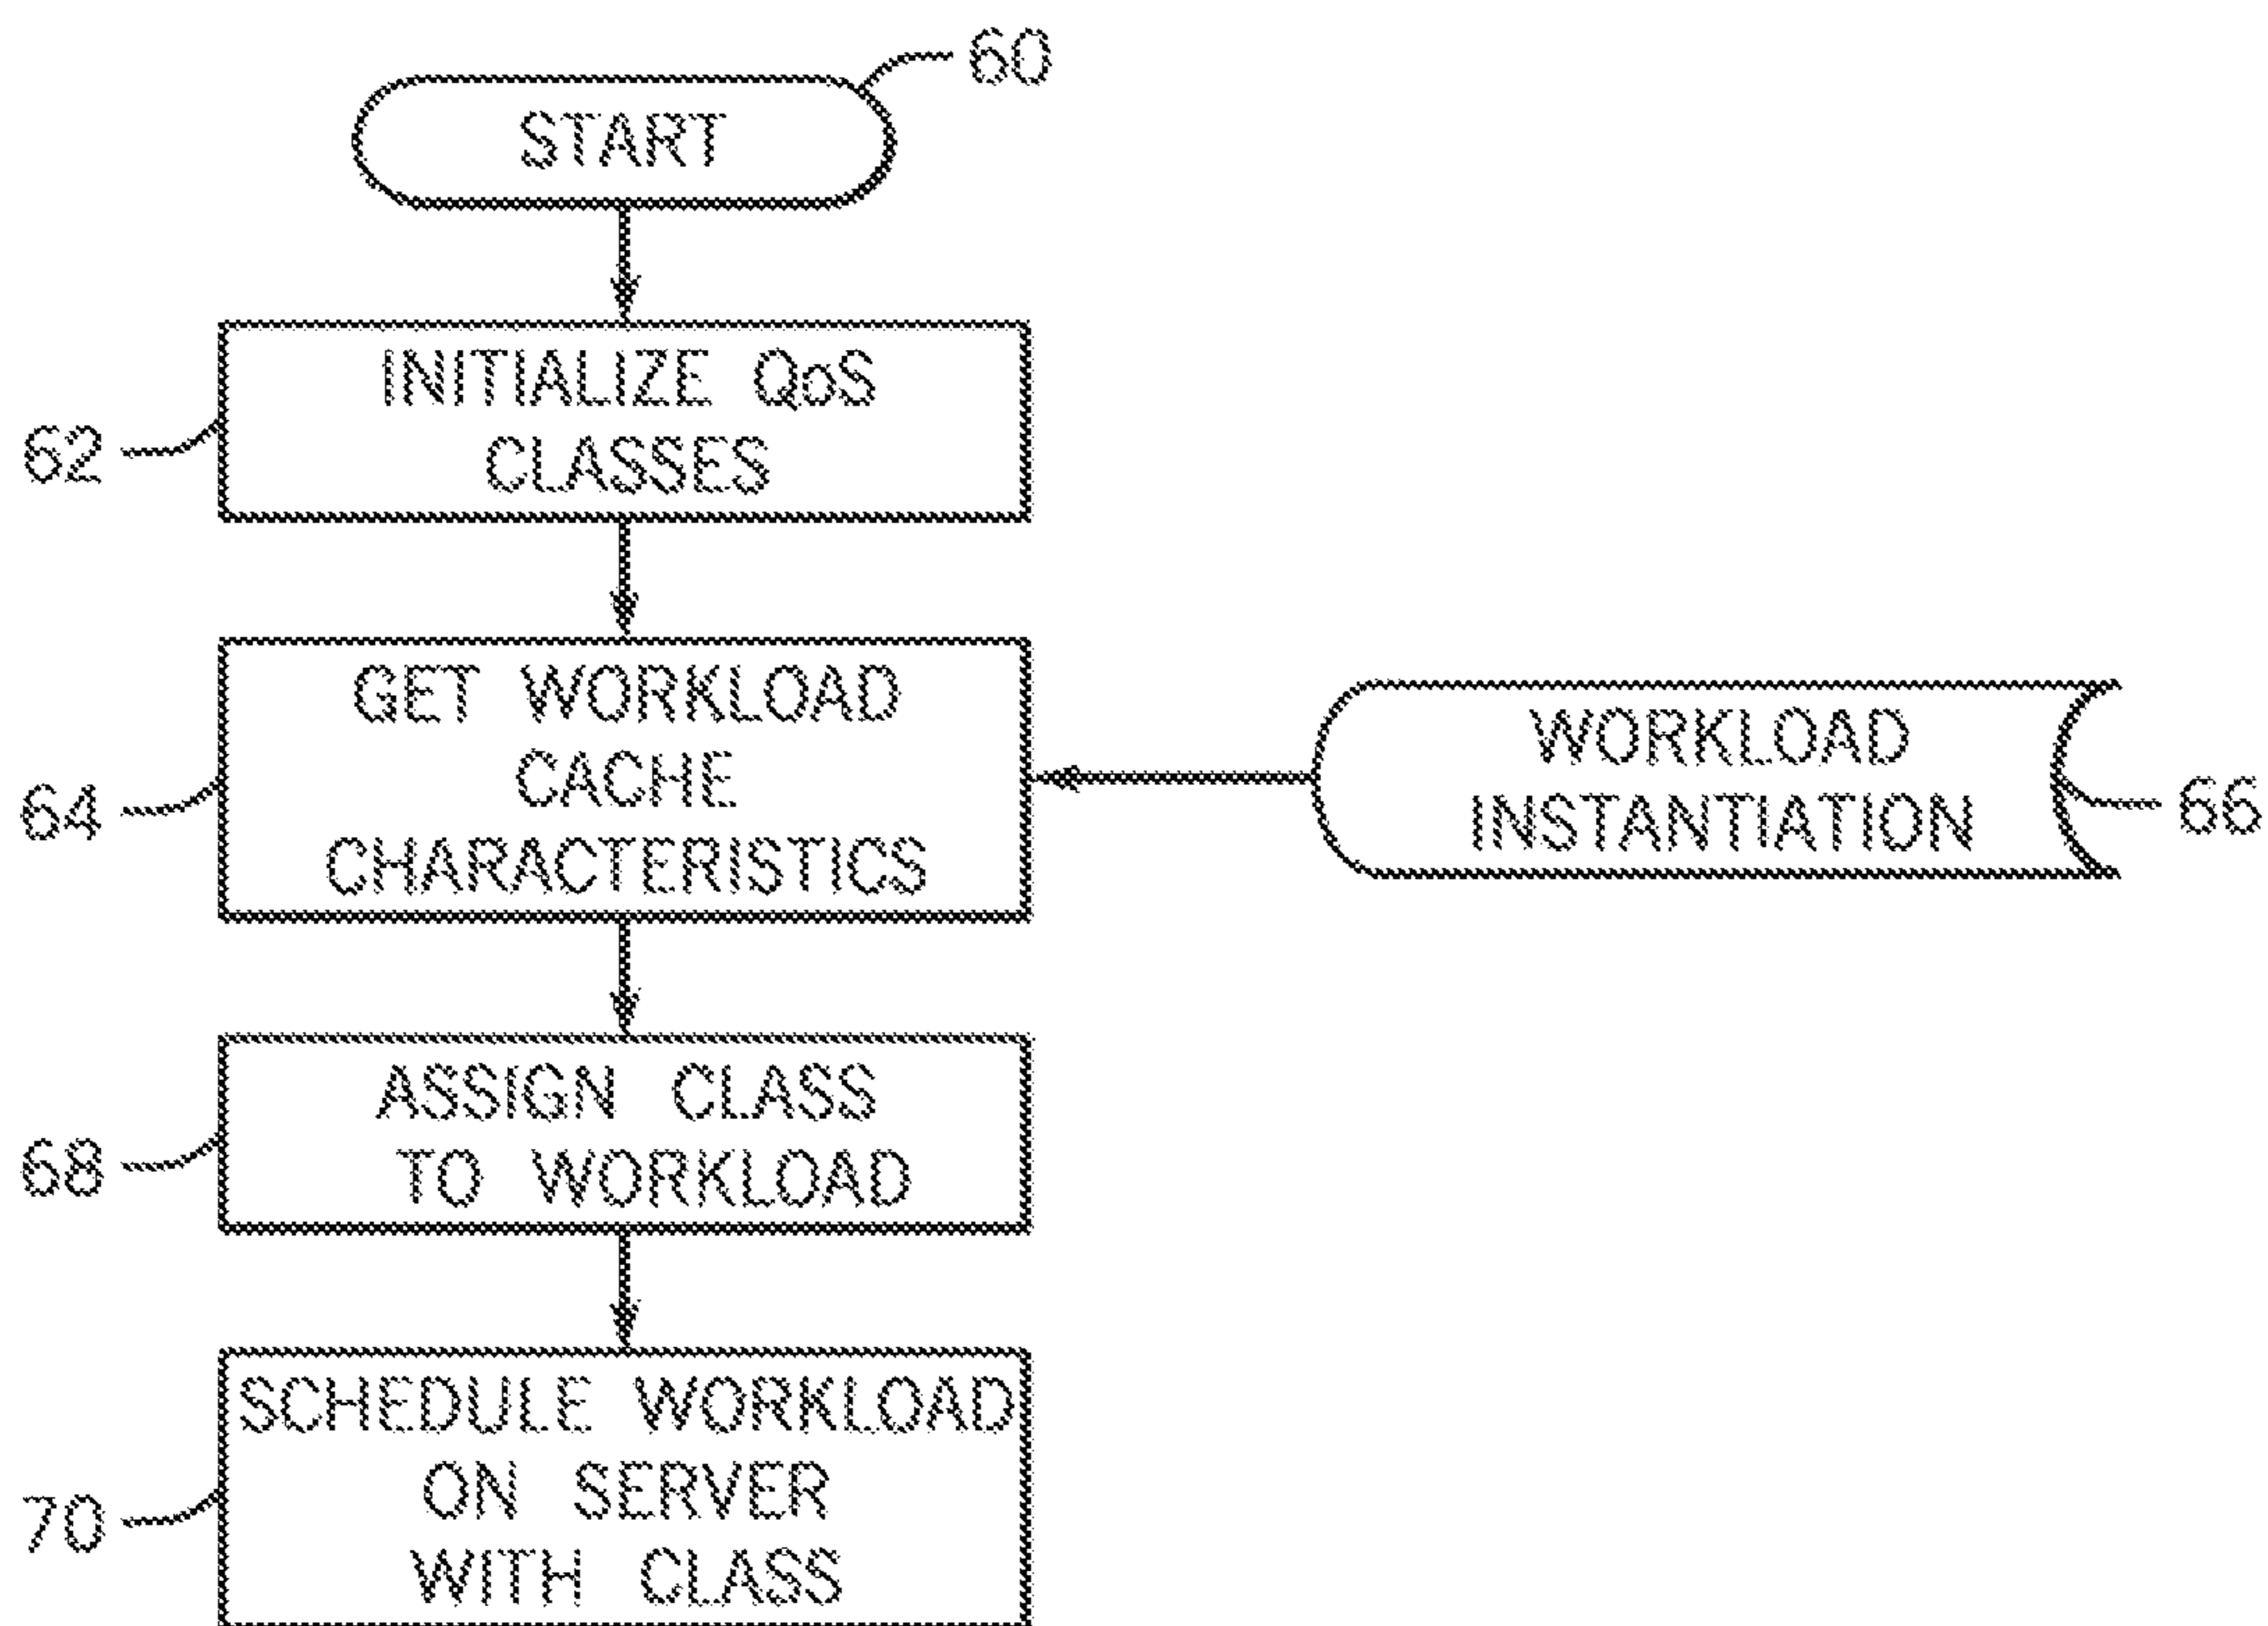 60
START
INITIALIZE QoS
CLASSES
62
GET WORKLOAD
CACHE
CHARACTERISTICS
64
WORKLOAD
INSTANTIATION
66
ASSIGN CLASS
TO WORKLOAD
68
SCHEDULE WORKLOAD
ON SERVER
WITH CLASS
70